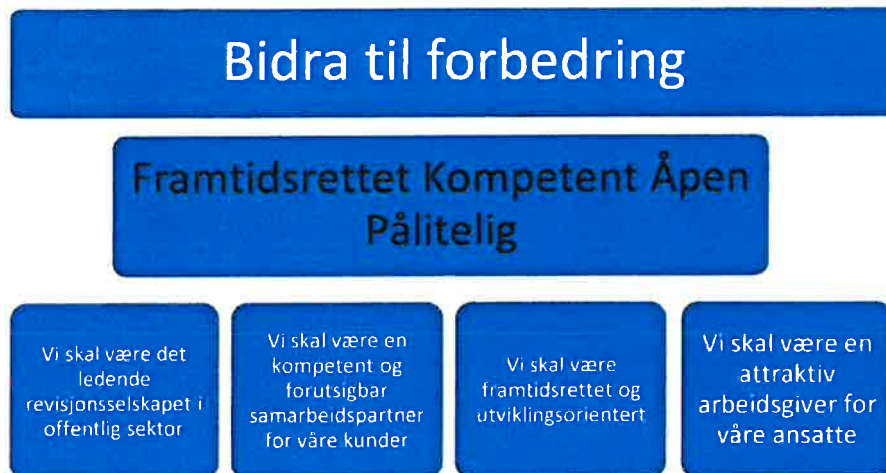 Bidra til forbedring
Framtidsrettet Kompetent Åpen
Pålitelig
Vi skal være det
ledende
revisjonsselskapet i
offentlig sektor
Vi skal være en
kompetent og
forutsigbar
samarbeidspartner
for våre kunder
Vi skal være
framtidsrettet og
utviklingsorientert
Vi skal være en
attraktiv
arbeidsgiver for
våre ansatte